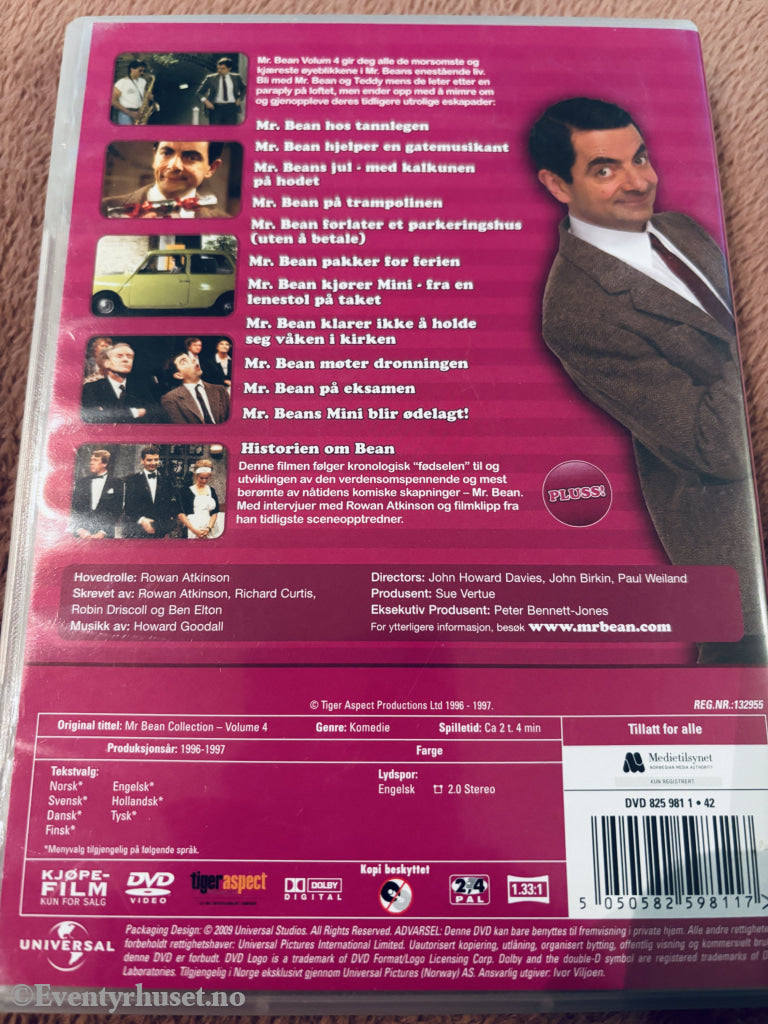 Mr. Bean Volum 4 gir deg alle de morsomste og
kjæreste øyeblikkene i Mr. Beans enestående liv.
Bli med Mr. Bean og Teddy mens de leter etter en
paraply på loftet, men ender opp med å mimre om
og gjenoppleve deres tidligere utrolige eskapader:
Mr. Bean hos tannlegen
Mr. Bean hjelper en gatemusikant
Mr. Beans jul - med kalkunen
på hodet
Mr. Bean på trampolinen
Mr. Bean forlater et parkeringshus
(uten å betale)
Mr. Bean pakker for ferien
Mr. Bean kjører Mini - fra en
lenestol på taket
Mr. Bean klarer ikke å holde
seg våken i kirken
Mr. Bean møter dronningen
Mr. Bean på eksamen
Mr. Beans Mini blir ødelagt!
Historien om Bean
Denne filmen følger kronologisk "fødselen" til og
utviklingen av den verdensomspennende og mest
berømte av nåtidens komiske skapninger – Mr. Bean.
Med intervjuer med Rowan Atkinson og filmklipp fra
han tidligste sceneopptredner.
PLUSS!
Hovedrolle: Rowan Atkinson
Skrevet av: Rowan Atkinson, Richard Curtis,
Robin Driscoll og Ben Elton
Musikk av: Howard Goodall
Directors: John Howard Davies, John Birkin, Paul Weiland
Produsent: Sue Vertue
Eksekutiv Produsent: Peter Bennett-Jones
For ytterligere informasjon, besøk www.mrbean.com
© Tiger Aspect Productions Ltd 1996 - 1997.
REG.NR.:132955
Original tittel: Mr Bean Collection – Volume 4
Genre: Komedie
Spilletid: Ca 2 t. 4 min
Tillatt for alle
Produksjonsår: 1996-1997
Farge
Medietilsynet
NORWEGIAN MEDIA AUTHORITY
KUN REGISTRERT
Tekstvalg:
Norsk* Engelsk*
Svensk* Hollandsk*
Dansk* Tysk*
Finsk*
Lydspor:
Engelsk 2.0 Stereo
*Menyvalg tilgjengelig på følgende språk.
DVD 825 981 1 • 42
5 050582 598117 >
KJØPE-
FILM
KUN FOR SALG
DVD
VIDEO
tigeraspect
DOLBY
DIGITAL
Kopi beskyttet
2,4
PAL
1.33:1
UNIVERSAL
Packaging Design: © 2009 Universal Studios. All Rights Reserved. ADVARSEL: Denne DVD kan bare benyttes til fremvisning i private hjem. Alle andre rettighete
forbeholdt rettighetshaver: Universal Pictures International Limited. Uautorisert kopiering, utlåning, organisert bytting, offentlig visning og kommersiell bruk
denne DVD er forbudt. DVD Logo is a trademark of DVD Format/Logo Licensing Corp. Dolby and the double-D symbol are registered trademarks of D
Laboratories. Tilgjengelig i Norge eksklusivt gjennom Universal Pictures (Norway) AS. Ansvarlig utgiver: Ivor Viljoen.
©Eventyrhuset.no